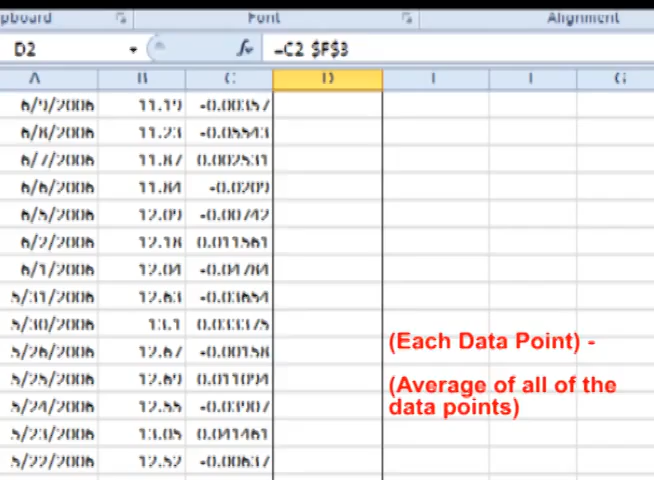 Clipboard Font Alignment
D2 fx =C2 $F$3
A B C D G
6/9/2006 11.19 -0.00357
6/8/2006 11.23 -0.05543
6/7/2006 11.87 0.002531
6/6/2006 11.84 -0.0209
6/5/2006 12.09 -0.00742
6/2/2006 12.18 0.011561
6/1/2006 12.04 -0.04784
5/31/2006 12.63 -0.03654
5/30/2006 13.1 0.033375
5/26/2006 12.67 -0.00158
5/25/2006 12.69 0.011094
5/24/2006 12.55 -0.03907
5/23/2006 13.05 0.041461
5/22/2006 12.52 -0.00637
(Each Data Point) -
(Average of all of the
data points)